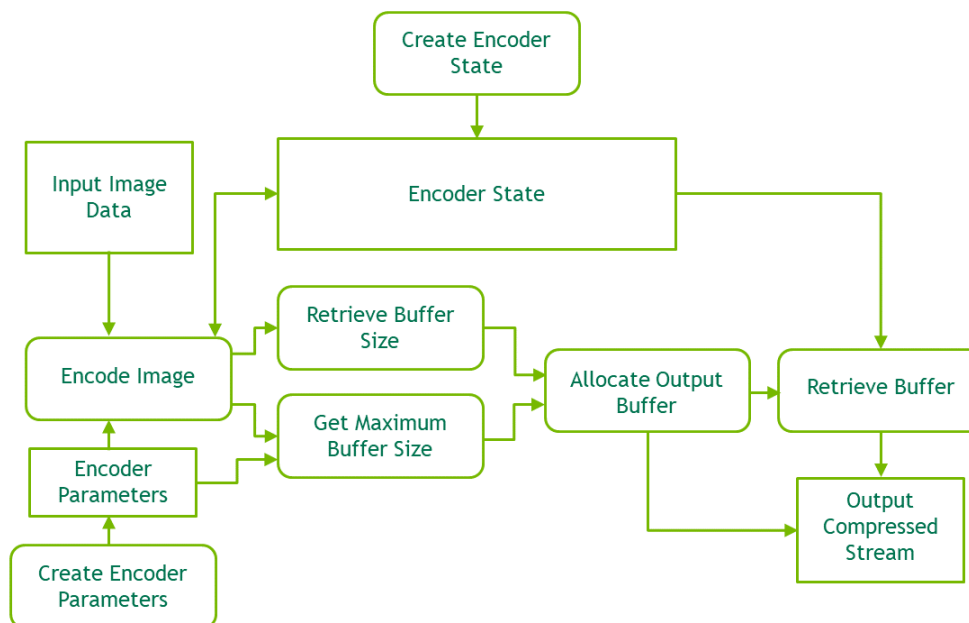 Create Encoder
State
Input Image
Data
Encoder State
Retrieve Buffer
Size
Encode Image
Allocate Output
Buffer
Retrieve Buffer
Get Maximum
Buffer Size
Encoder
Parameters
Output
Compressed
Stream
Create Encoder
Parameters